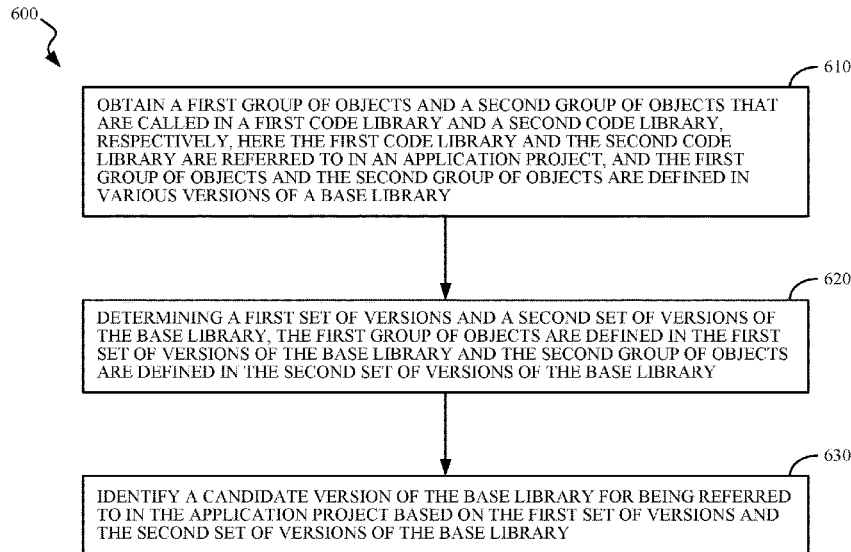 600
610
OBTAIN A FIRST GROUP OF OBJECTS AND A SECOND GROUP OF OBJECTS THAT
ARE CALLED IN A FIRST CODE LIBRARY AND A SECOND CODE LIBRARY,
RESPECTIVELY, HERE THE FIRST CODE LIBRARY AND THE SECOND CODE
LIBRARY ARE REFERRED TO IN AN APPLICATION PROJECT, AND THE FIRST
GROUP OF OBJECTS AND THE SECOND GROUP OF OBJECTS ARE DEFINED IN
VARIOUS VERSIONS OF A BASE LIBRARY
620
DETERMINING A FIRST SET OF VERSIONS AND A SECOND SET OF VERSIONS OF
THE BASE LIBRARY, THE FIRST GROUP OF OBJECTS ARE DEFINED IN THE FIRST
SET OF VERSIONS OF THE BASE LIBRARY AND THE SECOND GROUP OF OBJECTS
ARE DEFINED IN THE SECOND SET OF VERSIONS OF THE BASE LIBRARY
630
IDENTIFY A CANDIDATE VERSION OF THE BASE LIBRARY FOR BEING REFERRED
TO IN THE APPLICATION PROJECT BASED ON THE FIRST SET OF VERSIONS AND
THE SECOND SET OF VERSIONS OF THE BASE LIBRARY